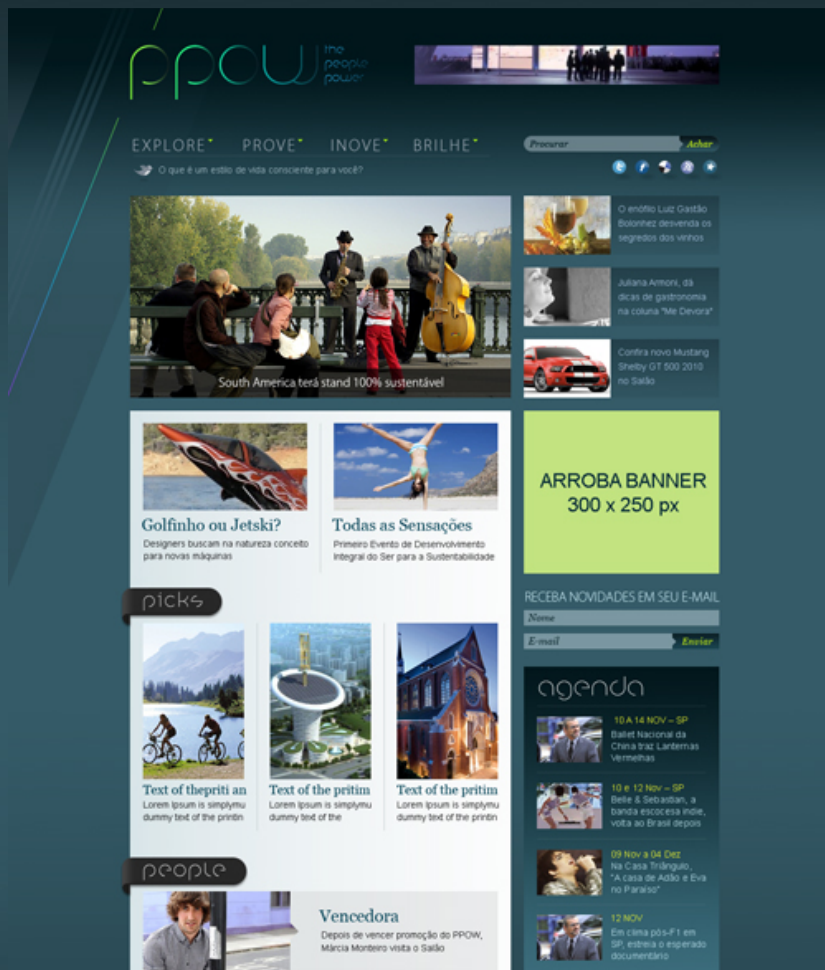 ppow
the
people
power
EXPLORE PROVE INOVE BRILHE
Procurar
Achar
O que é um estilo de vida consciente para você?
South America terá stand 100% sustentável
O enófilo Luiz Gastão
Bolonhez desvenda os
segredos dos vinhos
Juliana Armoni, dá
dicas de gastronomia
na coluna "Me Devora"
Confira novo Mustang
Shelby GT 500 2010
no Salão
Golfinho ou Jetski?
Designers buscam na natureza conceito
para novas máquinas
Todas as Sensações
Primeiro Evento de Desenvolvimento
Integral do Ser para a Sustentabilidade
ARROBA BANNER
300 x 250 px
RECEBA NOVIDADES EM SEU E-MAIL
Nome
E-mail
Enviar
picks
Text of thepriti an
Lorem Ipsum is simplymu
dummy text of the printin
Text of the pritim
Lorem Ipsum is simplymu
dummy text of the
Text of the pritim
Lorem Ipsum is simplymu
dummy text of the printin
agenda
10 A 14 NOV – SP
Ballet Nacional da
China traz Lanternas
Vermelhas
10 e 12 Nov – SP
Belle & Sebastian, a
banda escocesa indie,
volta ao Brasil depois
09 Nov a 04 Dez
Na Casa Triângulo,
"A casa de Adão e Eva
no Paraíso"
12 NOV
Em clima pós-F1 em
SP, estreia o esperado
documentário
people
Vencedora
Depois de vencer promoção do PPOW,
Márcia Monteiro visita o Salão